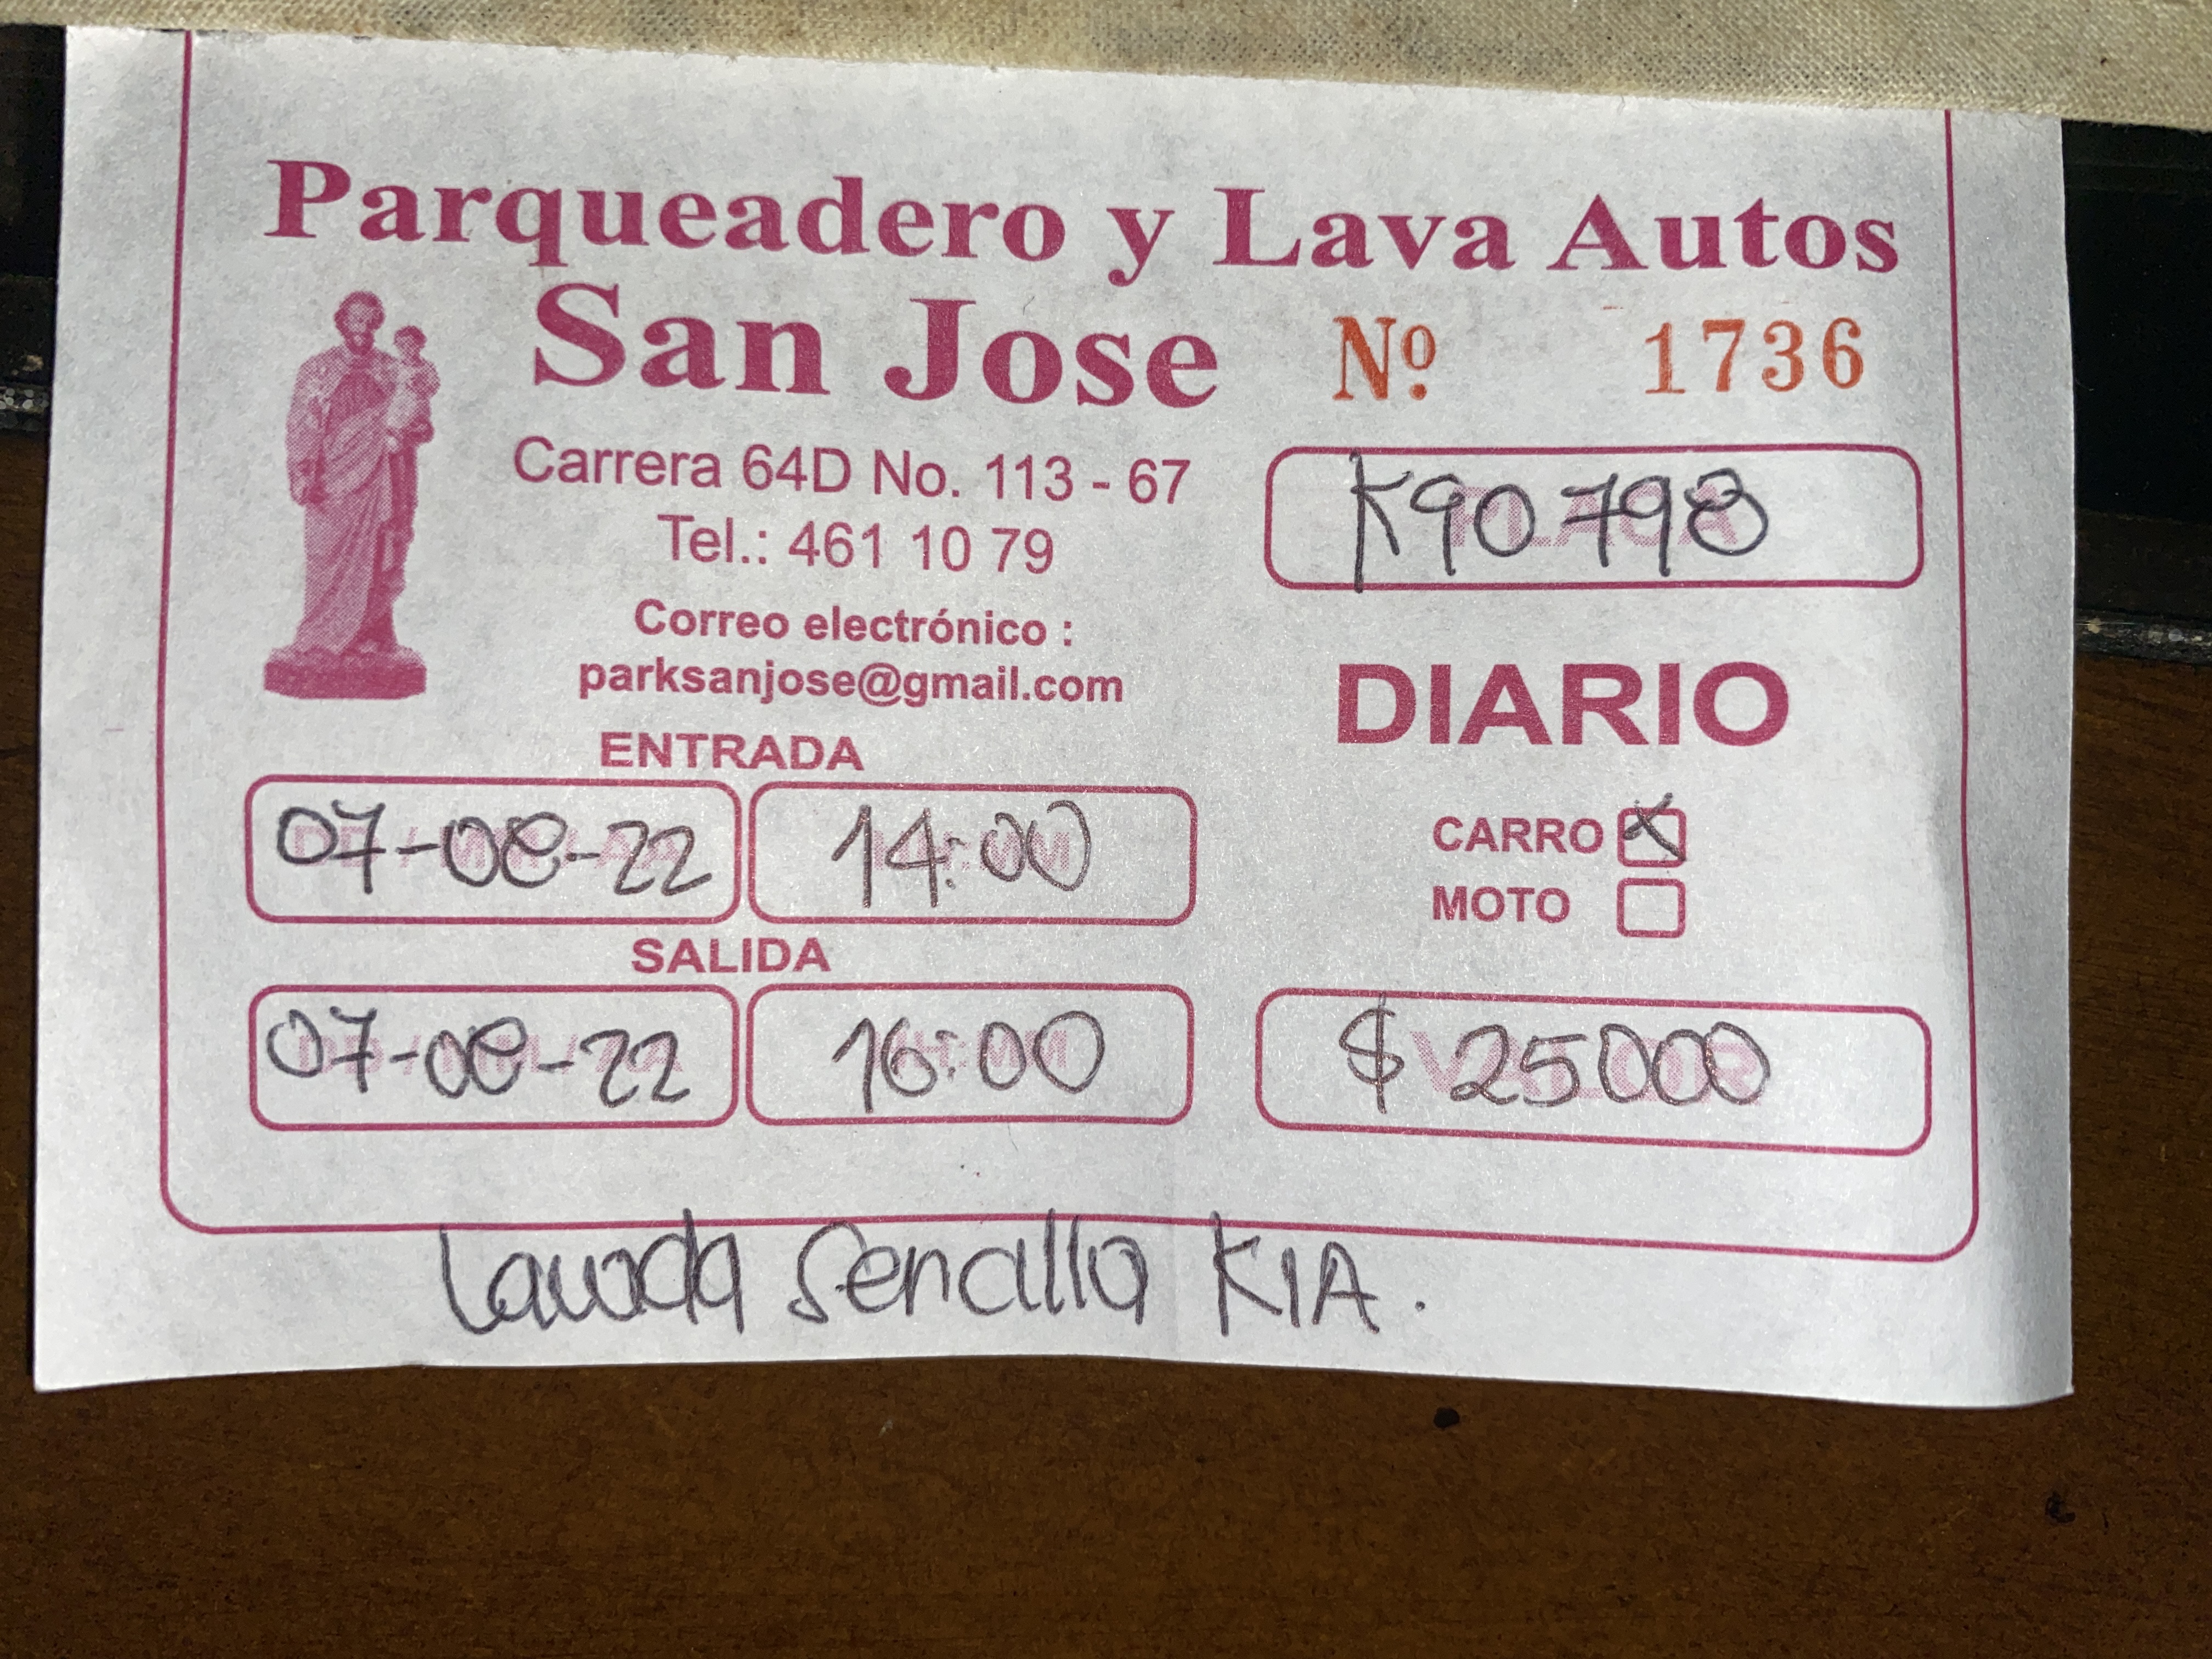 Parqueadero y Lava Autos
San Jose
Nº 1736
Carrera 64D No. 113 - 67
Tel.: 461 10 79
Correo electrónico :
parksanjose@gmail.com
K90798
DIARIO
ENTRADA
07-08-22 14:00
CARRO X
MOTO
SALIDA
07-08-22 16:00
$ 25000
Lavada Sencilla KIA.